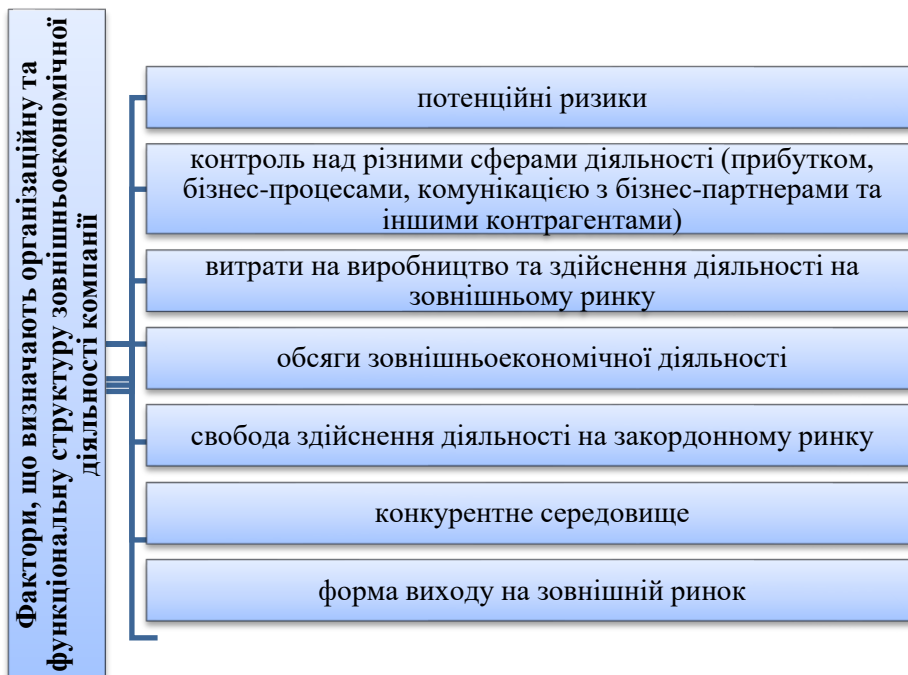 Фактори, що визначають організаційну та
функціональну структуру зовнішньоекономічної
діяльності компанії
потенційні ризики
контроль над різними сферами діяльності (прибутком,
бізнес-процесами, комунікацією з бізнес-партнерами та
іншими контрагентами)
витрати на виробництво та здійснення діяльності на
зовнішньому ринку
обсяги зовнішньоекономічної діяльності
свобода здійснення діяльності на закордонному ринку
конкурентне середовище
форма виходу на зовнішній ринок